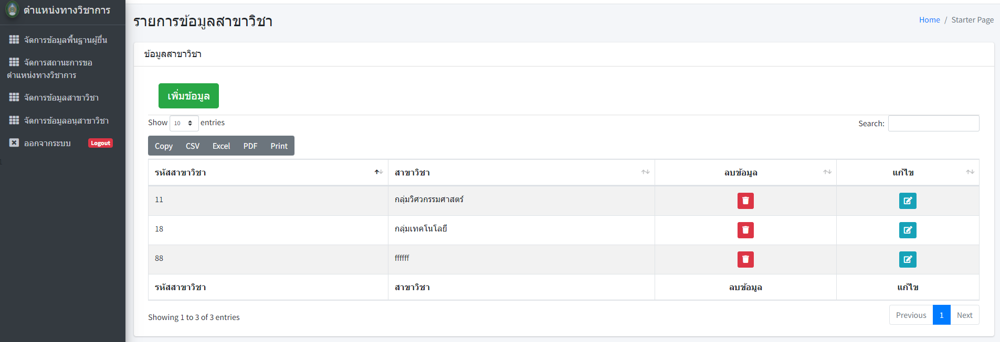 ตำแหน่งทางวิชาการ
จัดการข้อมูลพื้นฐานผู้ยื่น
จัดการสถานะการขอ
ตำแหน่งทางวิชาการ
จัดการข้อมูลสาขาวิชา
จัดการข้อมูลอนุสาขาวิชา
ออกจากระบบ Logout
1
รายการข้อมูลสาขาวิชา
Home / Starter Page
ข้อมูลสาขาวิชา
เพิ่มข้อมูล
Show 10 entries
Search:
Copy CSV Excel PDF Print
รหัสสาขาวิชา สาขาวิชา ลบข้อมูล แก้ไข
11 กลุ่มวิศวกรรมศาสตร์
18 กลุ่มเทคโนโลยี
88 ffffff
รหัสสาขาวิชา สาขาวิชา ลบข้อมูล แก้ไข
Showing 1 to 3 of 3 entries
Previous 1 Next